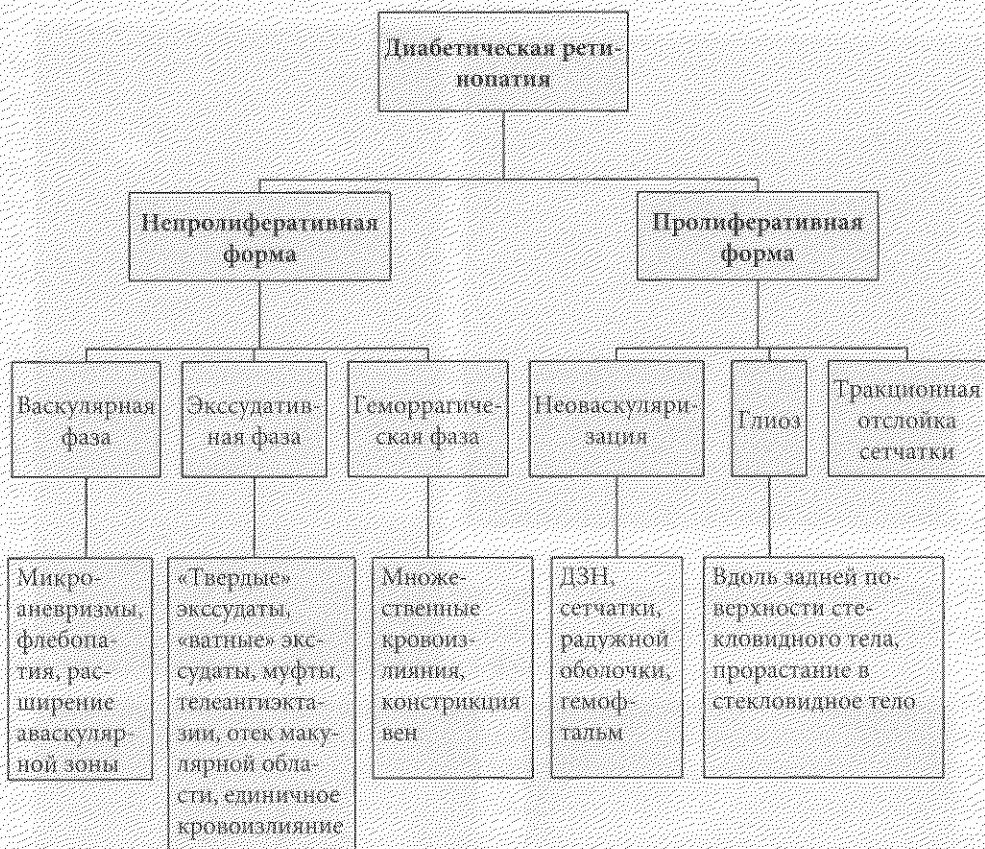 Диабетическая рети-
нопатия
Непролиферативная
форма
Пролиферативная
форма
Васкулярная
фаза
Экссудатив-
ная фаза
Геморрагиче-
ская фаза
Неоваскуляри-
зация
Глиоз
Тракционная
отслойка
сетчатки
Микро-
аневризмы,
флебопа-
тия, рас-
ширение
аваскуляр-
ной зоны
«Твердые»
экссудаты,
«ватные» экс-
судаты, муфты,
телеангиэкта-
зии, отек маку-
лярной обла-
сти, единичное
кровоизлияние
Множе-
ственные
кровоиз-
лияния,
констрикция
вен
ДЗН,
сетчатки,
радужной
оболочки,
гемоф-
тальм
Вдоль задней по-
верхности сте-
кловидного тела,
прорастание в
стекловидное тело